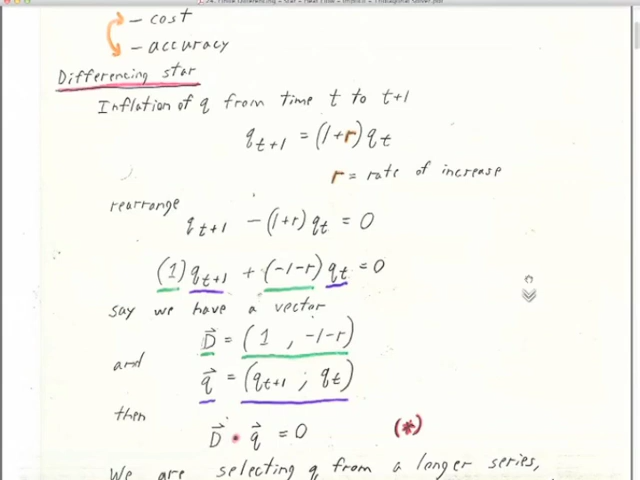 - cost
- accuracy
Differencing star
Inflation of q from time t to t+1
q_{t+1} = (1+r) q_t
r = rate of increase
rearrange
q_{t+1} - (1+r) q_t = 0
(1) q_{t+1} + (-1-r) q_t = 0
say we have a vector
D⃗ = (1 , -1-r)
and
q⃗ = (q_{t+1} , q_t)
then
D⃗ • q⃗ = 0 (*)
We are selecting q from a longer series,